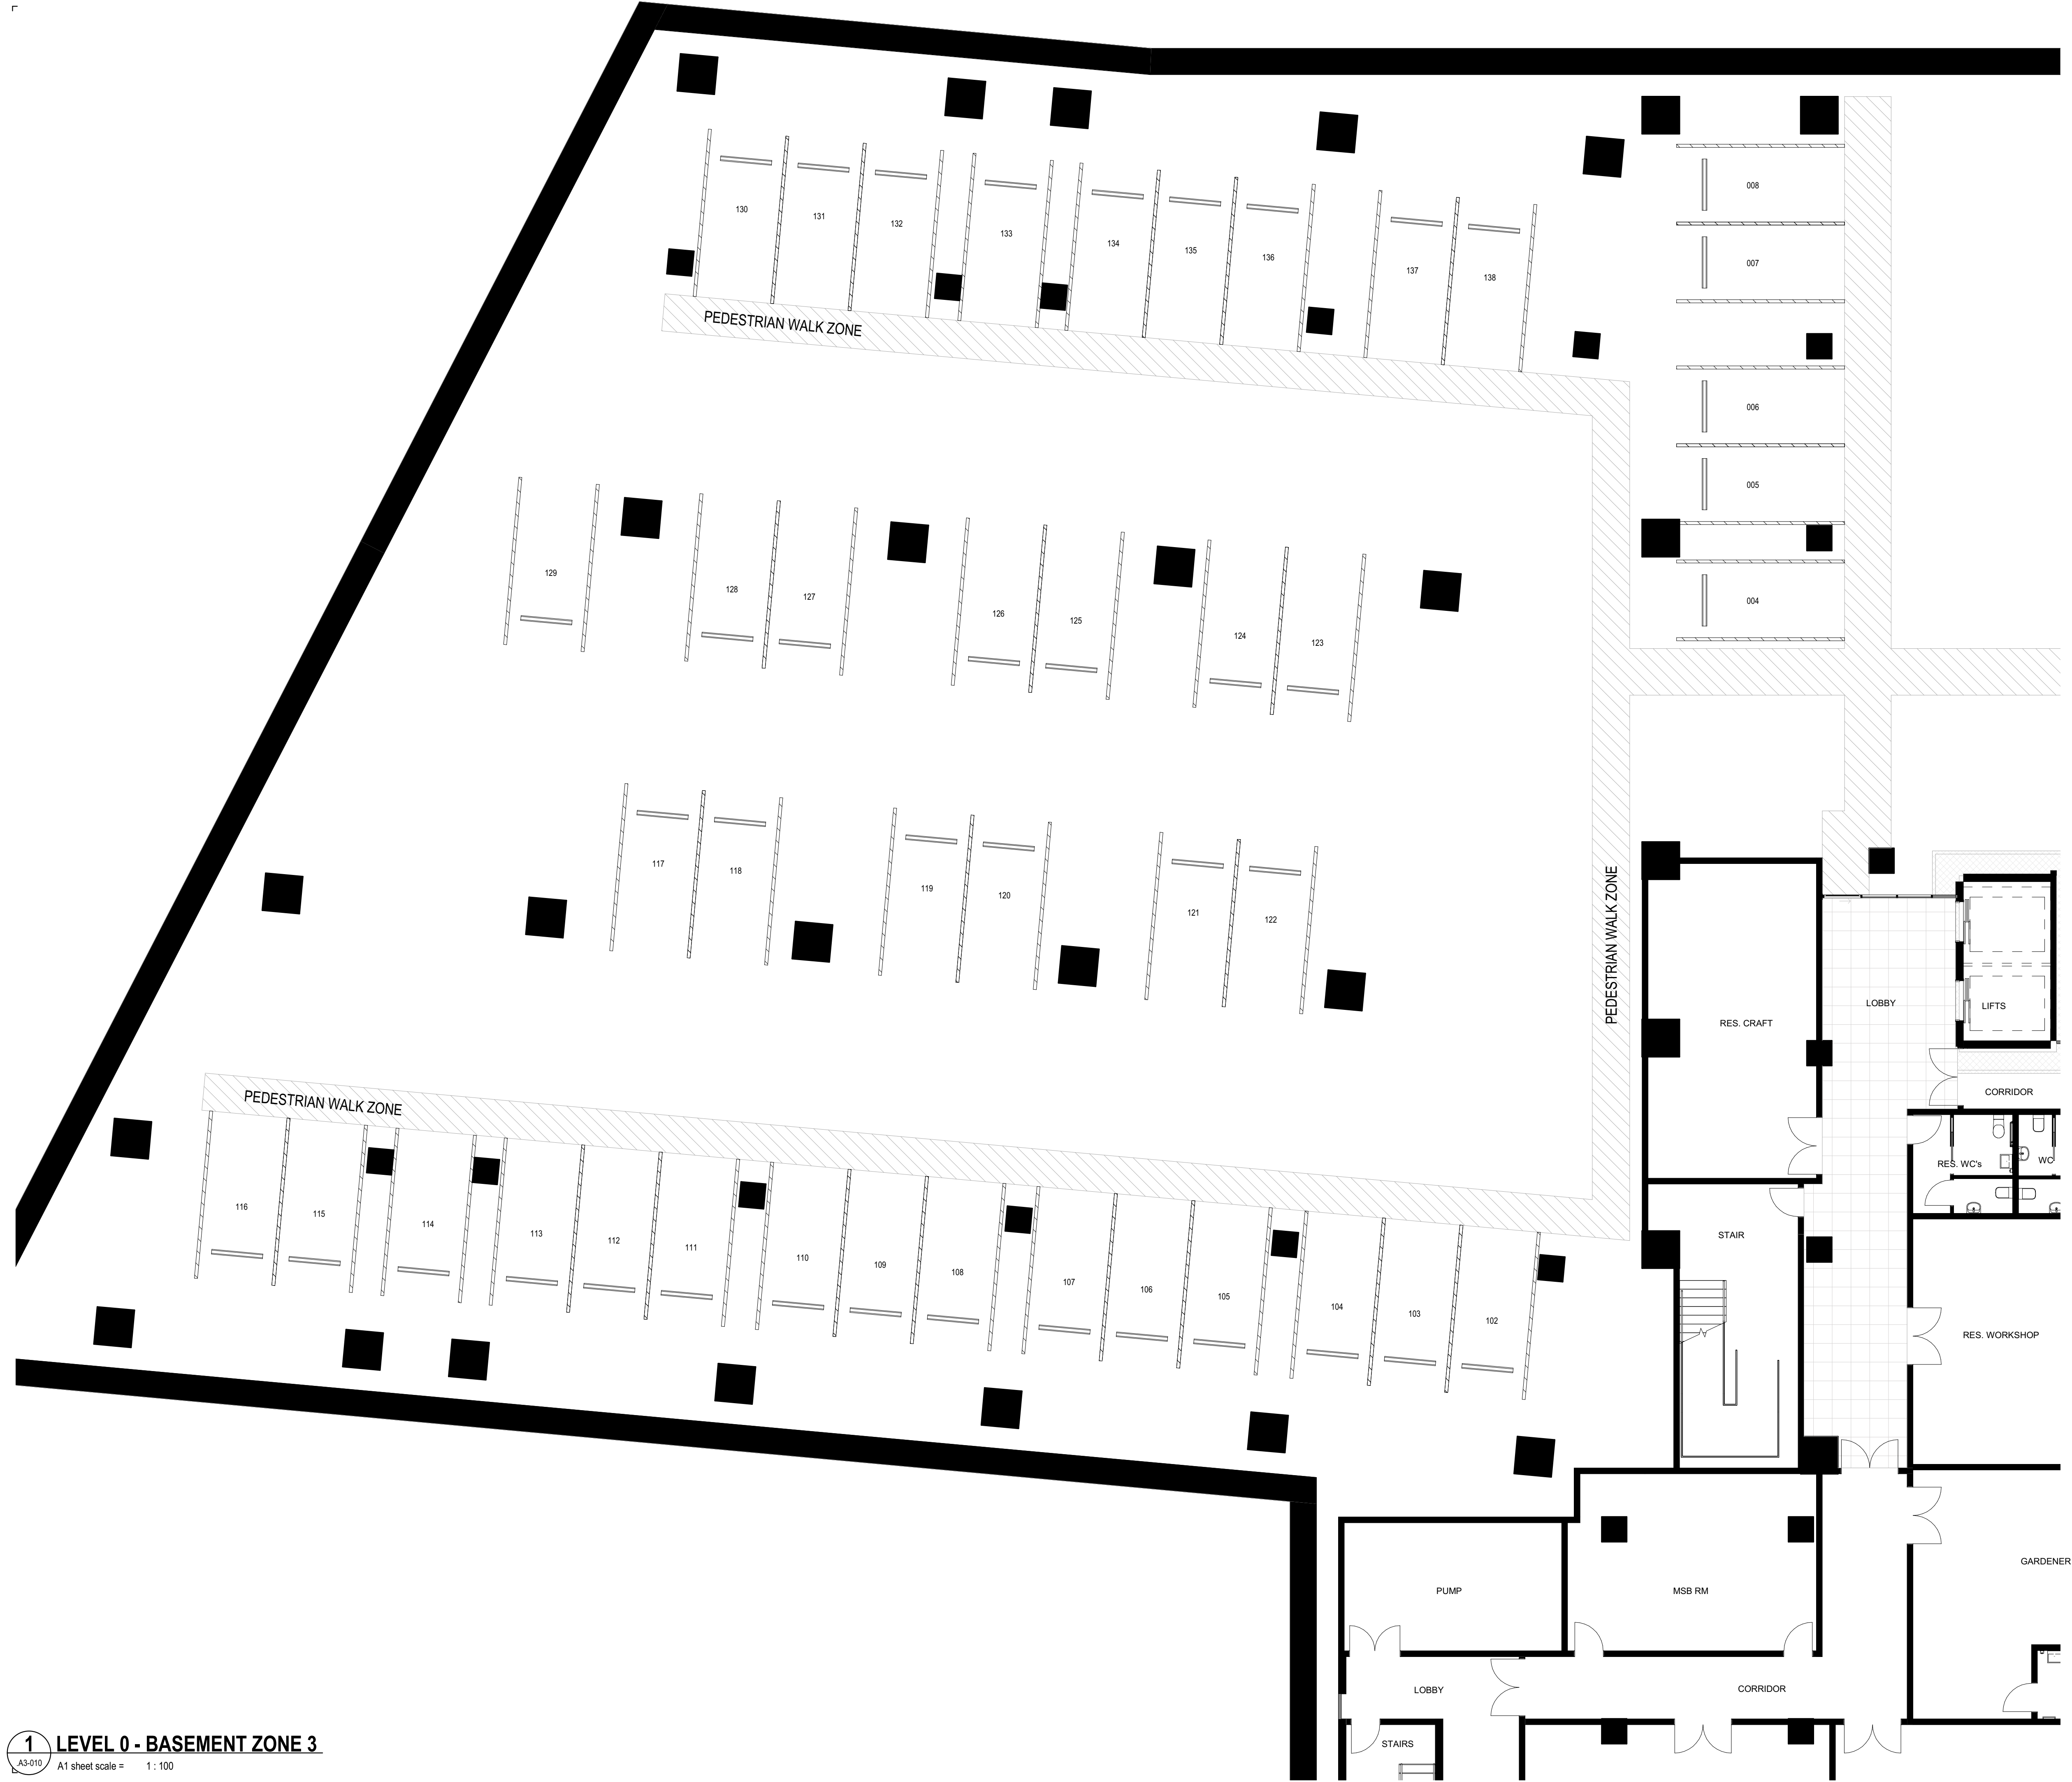 008
130
131
132
133
134
135
136
137
138
007
PEDESTRIAN WALK ZONE
006
005
129
128
127
126
125
124
123
004
117
118
119
120
121
122
PEDESTRIAN WALK ZONE
LOBBY
LIFTS
RES. CRAFT
CORRIDOR
PEDESTRIAN WALK ZONE
RES. WC's
WC
116
115
114
113
112
111
110
109
108
107
106
105
104
103
102
STAIR
RES. WORKSHOP
GARDENER
PUMP
MSB RM
LOBBY
CORRIDOR
STAIRS
1
A3-010
LEVEL 0 - BASEMENT ZONE 3
A1 sheet scale = 1 : 100